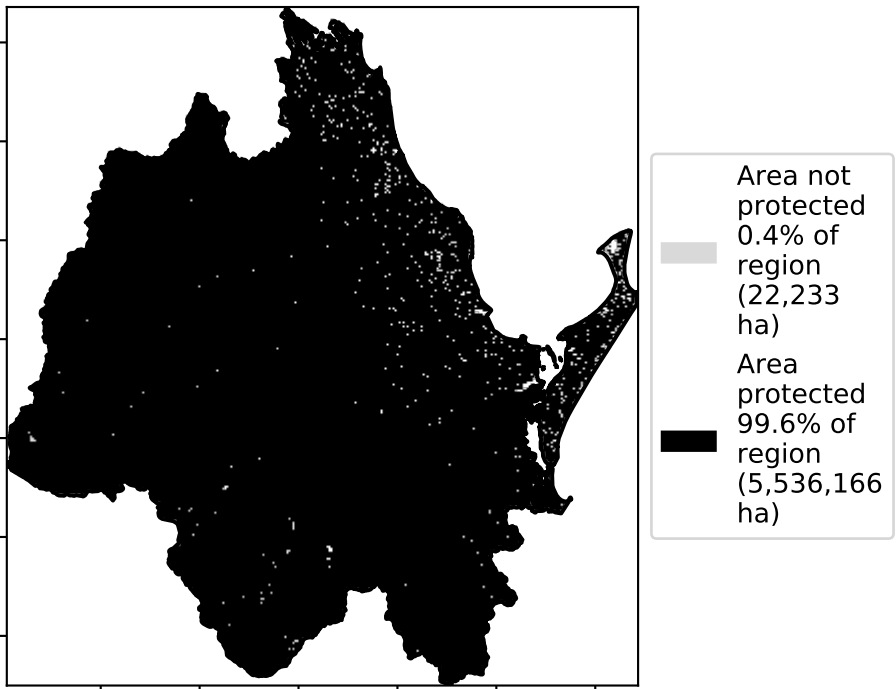 Area not
protected
0.4% of
region
(22,233
ha)
Area
protected
99.6% of
region
(5,536,166
ha)